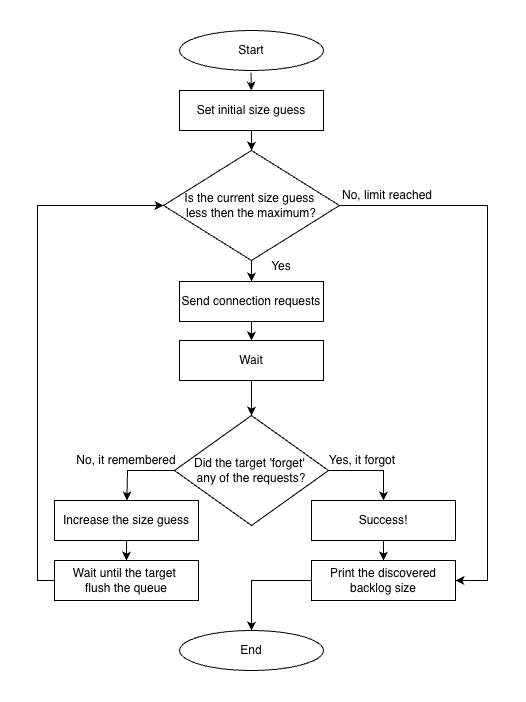 Start
Set initial size guess
Is the current size guess
less then the maximum?
No, limit reached
Yes
Send connection requests
Wait
Did the target 'forget'
any of the requests?
No, it remembered
Yes, it forgot
Increase the size guess
Success!
Wait until the target
flush the queue
Print the discovered
backlog size
End